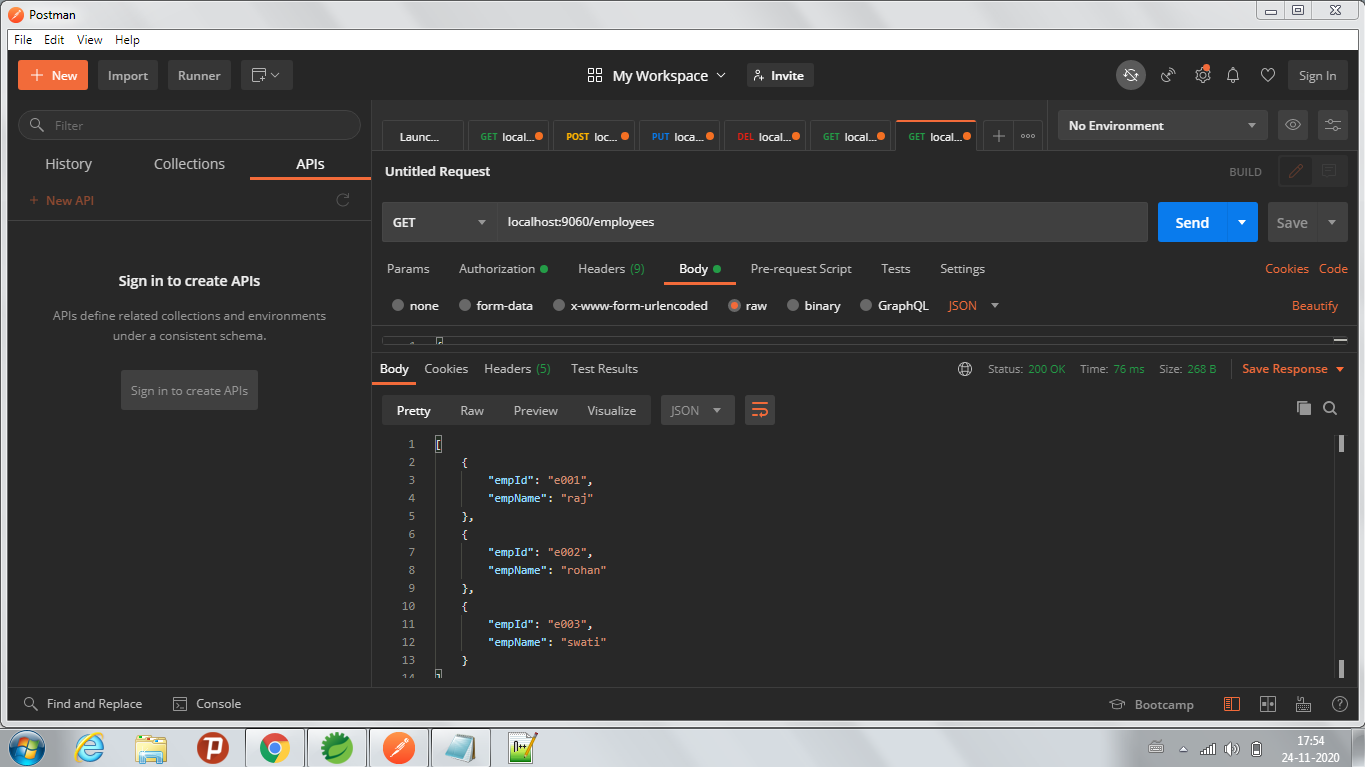 Postman
File Edit View Help
New Import Runner My Workspace Invite Sign In
Filter
Launc... GET local... POST loc... PUT loca... DEL local... GET local... GET local... No Environment
History Collections APIs
Untitled Request BUILD
New API
GET localhost:9060/employees Send Save
Params Authorization Headers (9) Body Pre-request Script Tests Settings Cookies Code
Sign in to create APIs
none form-data x-www-form-urlencoded raw binary GraphQL JSON Beautify
APIs define related collections and environments
under a consistent schema.
Body Cookies Headers (5) Test Results Status: 200 OK Time: 76 ms Size: 268 B Save Response
Sign in to create APIs
Pretty Raw Preview Visualize JSON
1 [
2 {
3 "empId": "e001",
4 "empName": "raj"
5 },
6 {
7 "empId": "e002",
8 "empName": "rohan"
9 },
10 {
11 "empId": "e003",
12 "empName": "swati"
13 }
14 ]
Find and Replace Console Bootcamp
17:54
24-11-2020